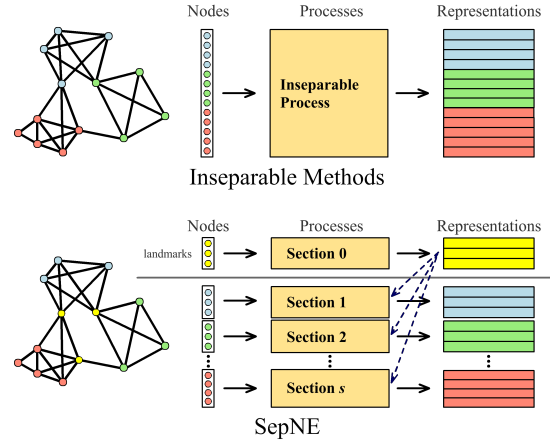 Nodes Processes Representations
Inseparable
Process
Inseparable Methods
Nodes Processes Representations
landmarks Section 0
Section 1
Section 2
Section s
SepNE